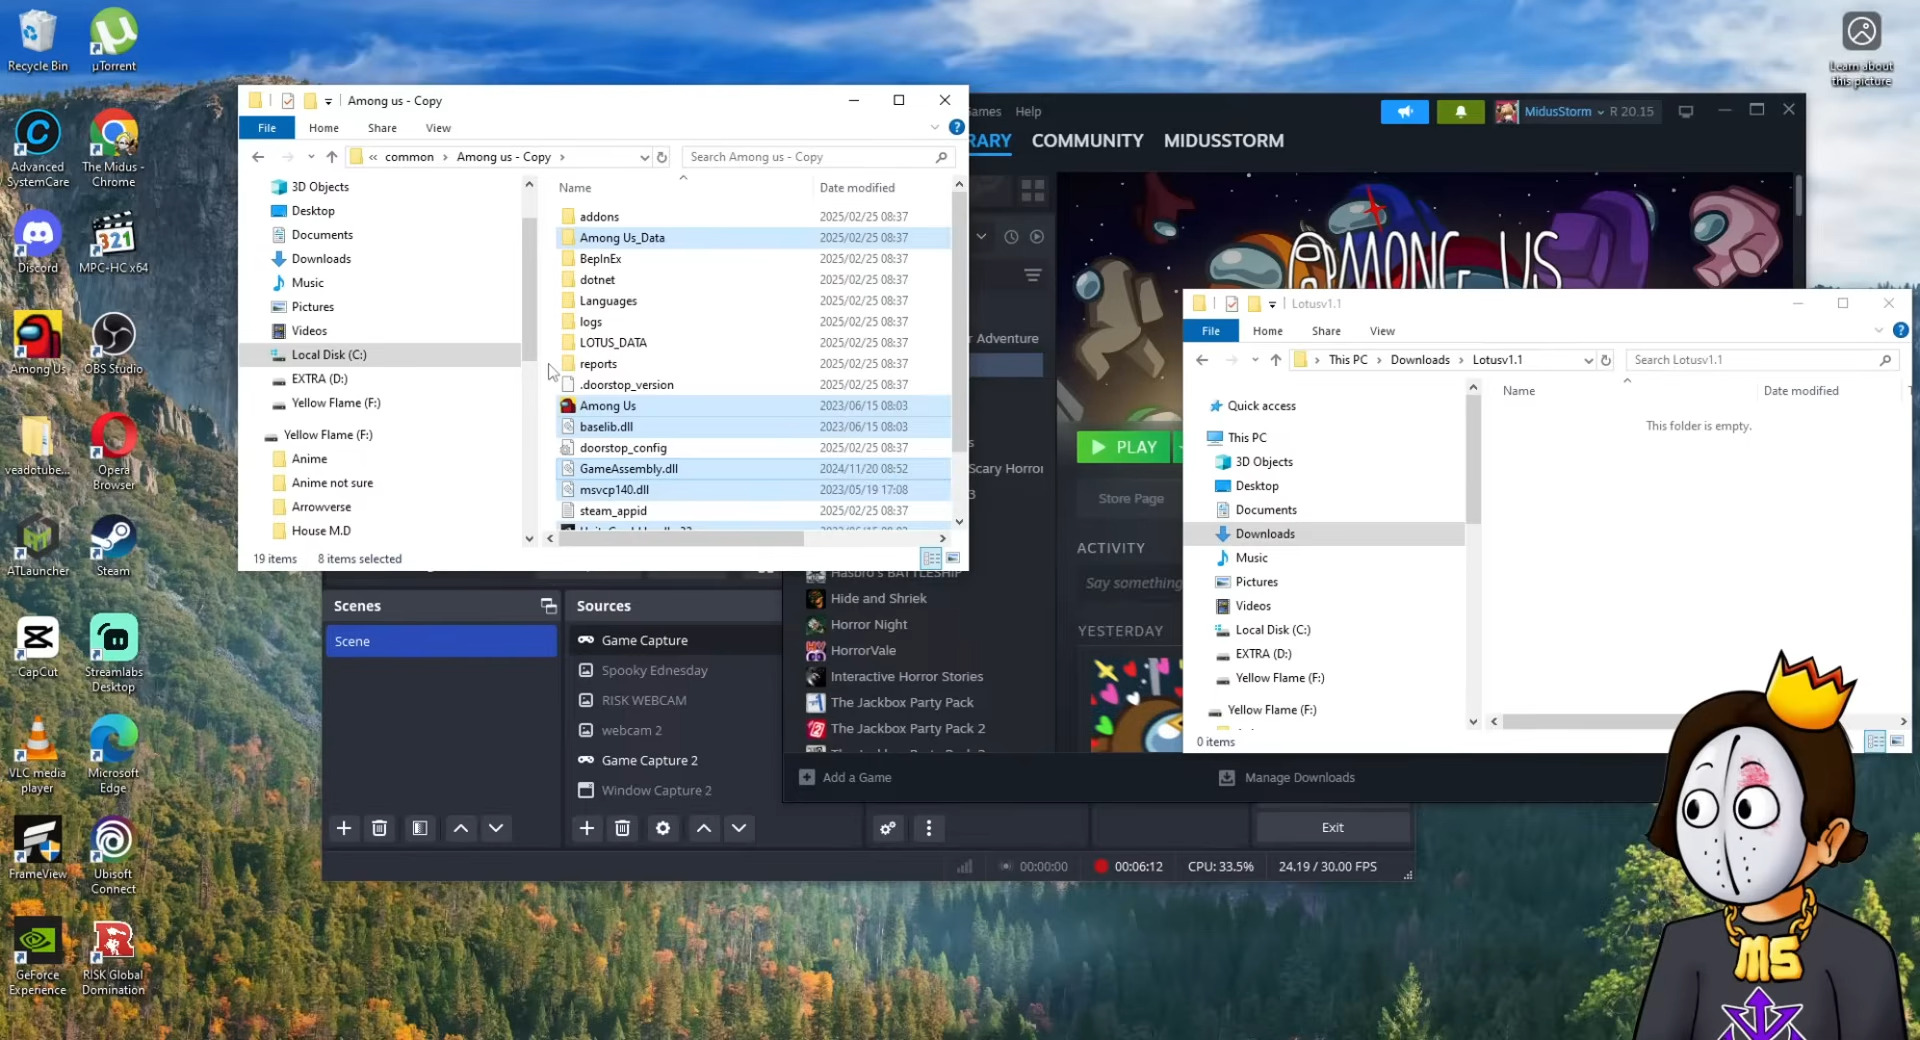 Recycle Bin
µTorrent
Advanced
SystemCare
The Midus -
Chrome
Discord
MPC-HC x64
Among Us
OBS Studio
veadotube...
Opera
Browser
ATLauncher
Steam
CapCut
Streamlabs
Desktop
VLC media
player
Microsoft
Edge
FrameView
Ubisoft
Connect
GeForce
Experience
RISK Global
Domination
Learn about
this picture
Among us - Copy
File Home Share View
« common › Among us - Copy ›
Search Among us - Copy
3D Objects
Desktop
Documents
Downloads
Music
Pictures
Videos
Local Disk (C:)
EXTRA (D:)
Yellow Flame (F:)
Yellow Flame (F:)
Anime
Anime not sure
Arrowverse
House M.D
Name Date modified
addons 2025/02/25 08:37
Among Us_Data 2025/02/25 08:37
BepInEx 2025/02/25 08:37
dotnet 2025/02/25 08:37
Languages 2025/02/25 08:37
logs 2025/02/25 08:37
LOTUS_DATA 2025/02/25 08:37
reports 2025/02/25 08:37
.doorstop_version 2025/02/25 08:37
Among Us 2023/06/15 08:03
baselib.dll 2023/06/15 08:03
doorstop_config 2025/02/25 08:37
GameAssembly.dll 2024/11/20 08:52
msvcp140.dll 2023/05/19 17:08
steam_appid 2025/02/25 08:37
19 items 8 items selected
Games Help
MidusStorm R 20.15
RARY COMMUNITY MIDUSSTORM
AMONG US
r Adventure
Scary Horror
PLAY
Store Page
ACTIVITY
Say something
YESTERDAY
Hasbro's BATTLESHIP
Hide and Shriek
Horror Night
HorrorVale
Interactive Horror Stories
The Jackbox Party Pack
The Jackbox Party Pack 2
Add a Game
Manage Downloads
Lotusv1.1
File Home Share View
› This PC › Downloads › Lotusv1.1
Search Lotusv1.1
Quick access
This PC
3D Objects
Desktop
Documents
Downloads
Music
Pictures
Videos
Local Disk (C:)
EXTRA (D:)
Yellow Flame (F:)
Yellow Flame (F:)
Name Date modified
This folder is empty.
0 items
Scenes
Scene
Sources
Game Capture
Spooky Ednesday
RISK WEBCAM
webcam 2
Game Capture 2
Window Capture 2
Exit
00:00:00
00:06:12
CPU: 33.5%
24.19 / 30.00 FPS
MS